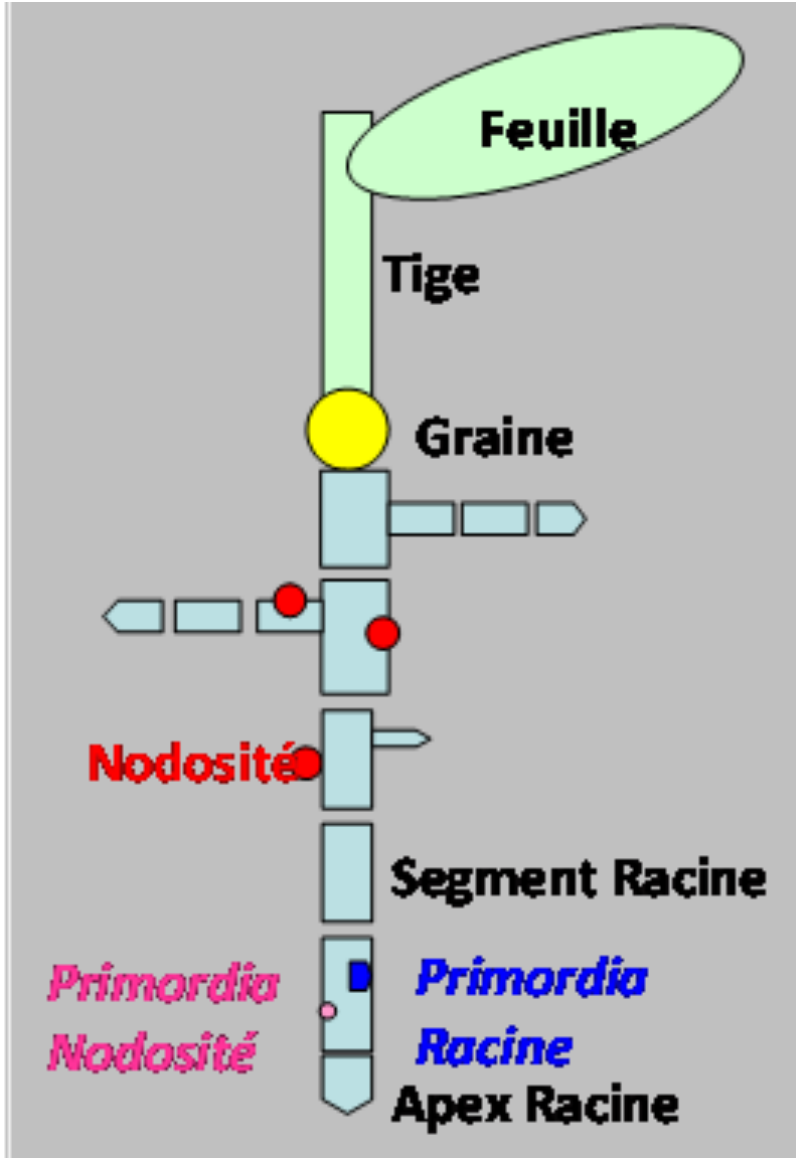 Feuille
Tige
Graine
Nodosité
Segment Racine
Primordia
Nodosité
Primordia
Racine
Apex Racine